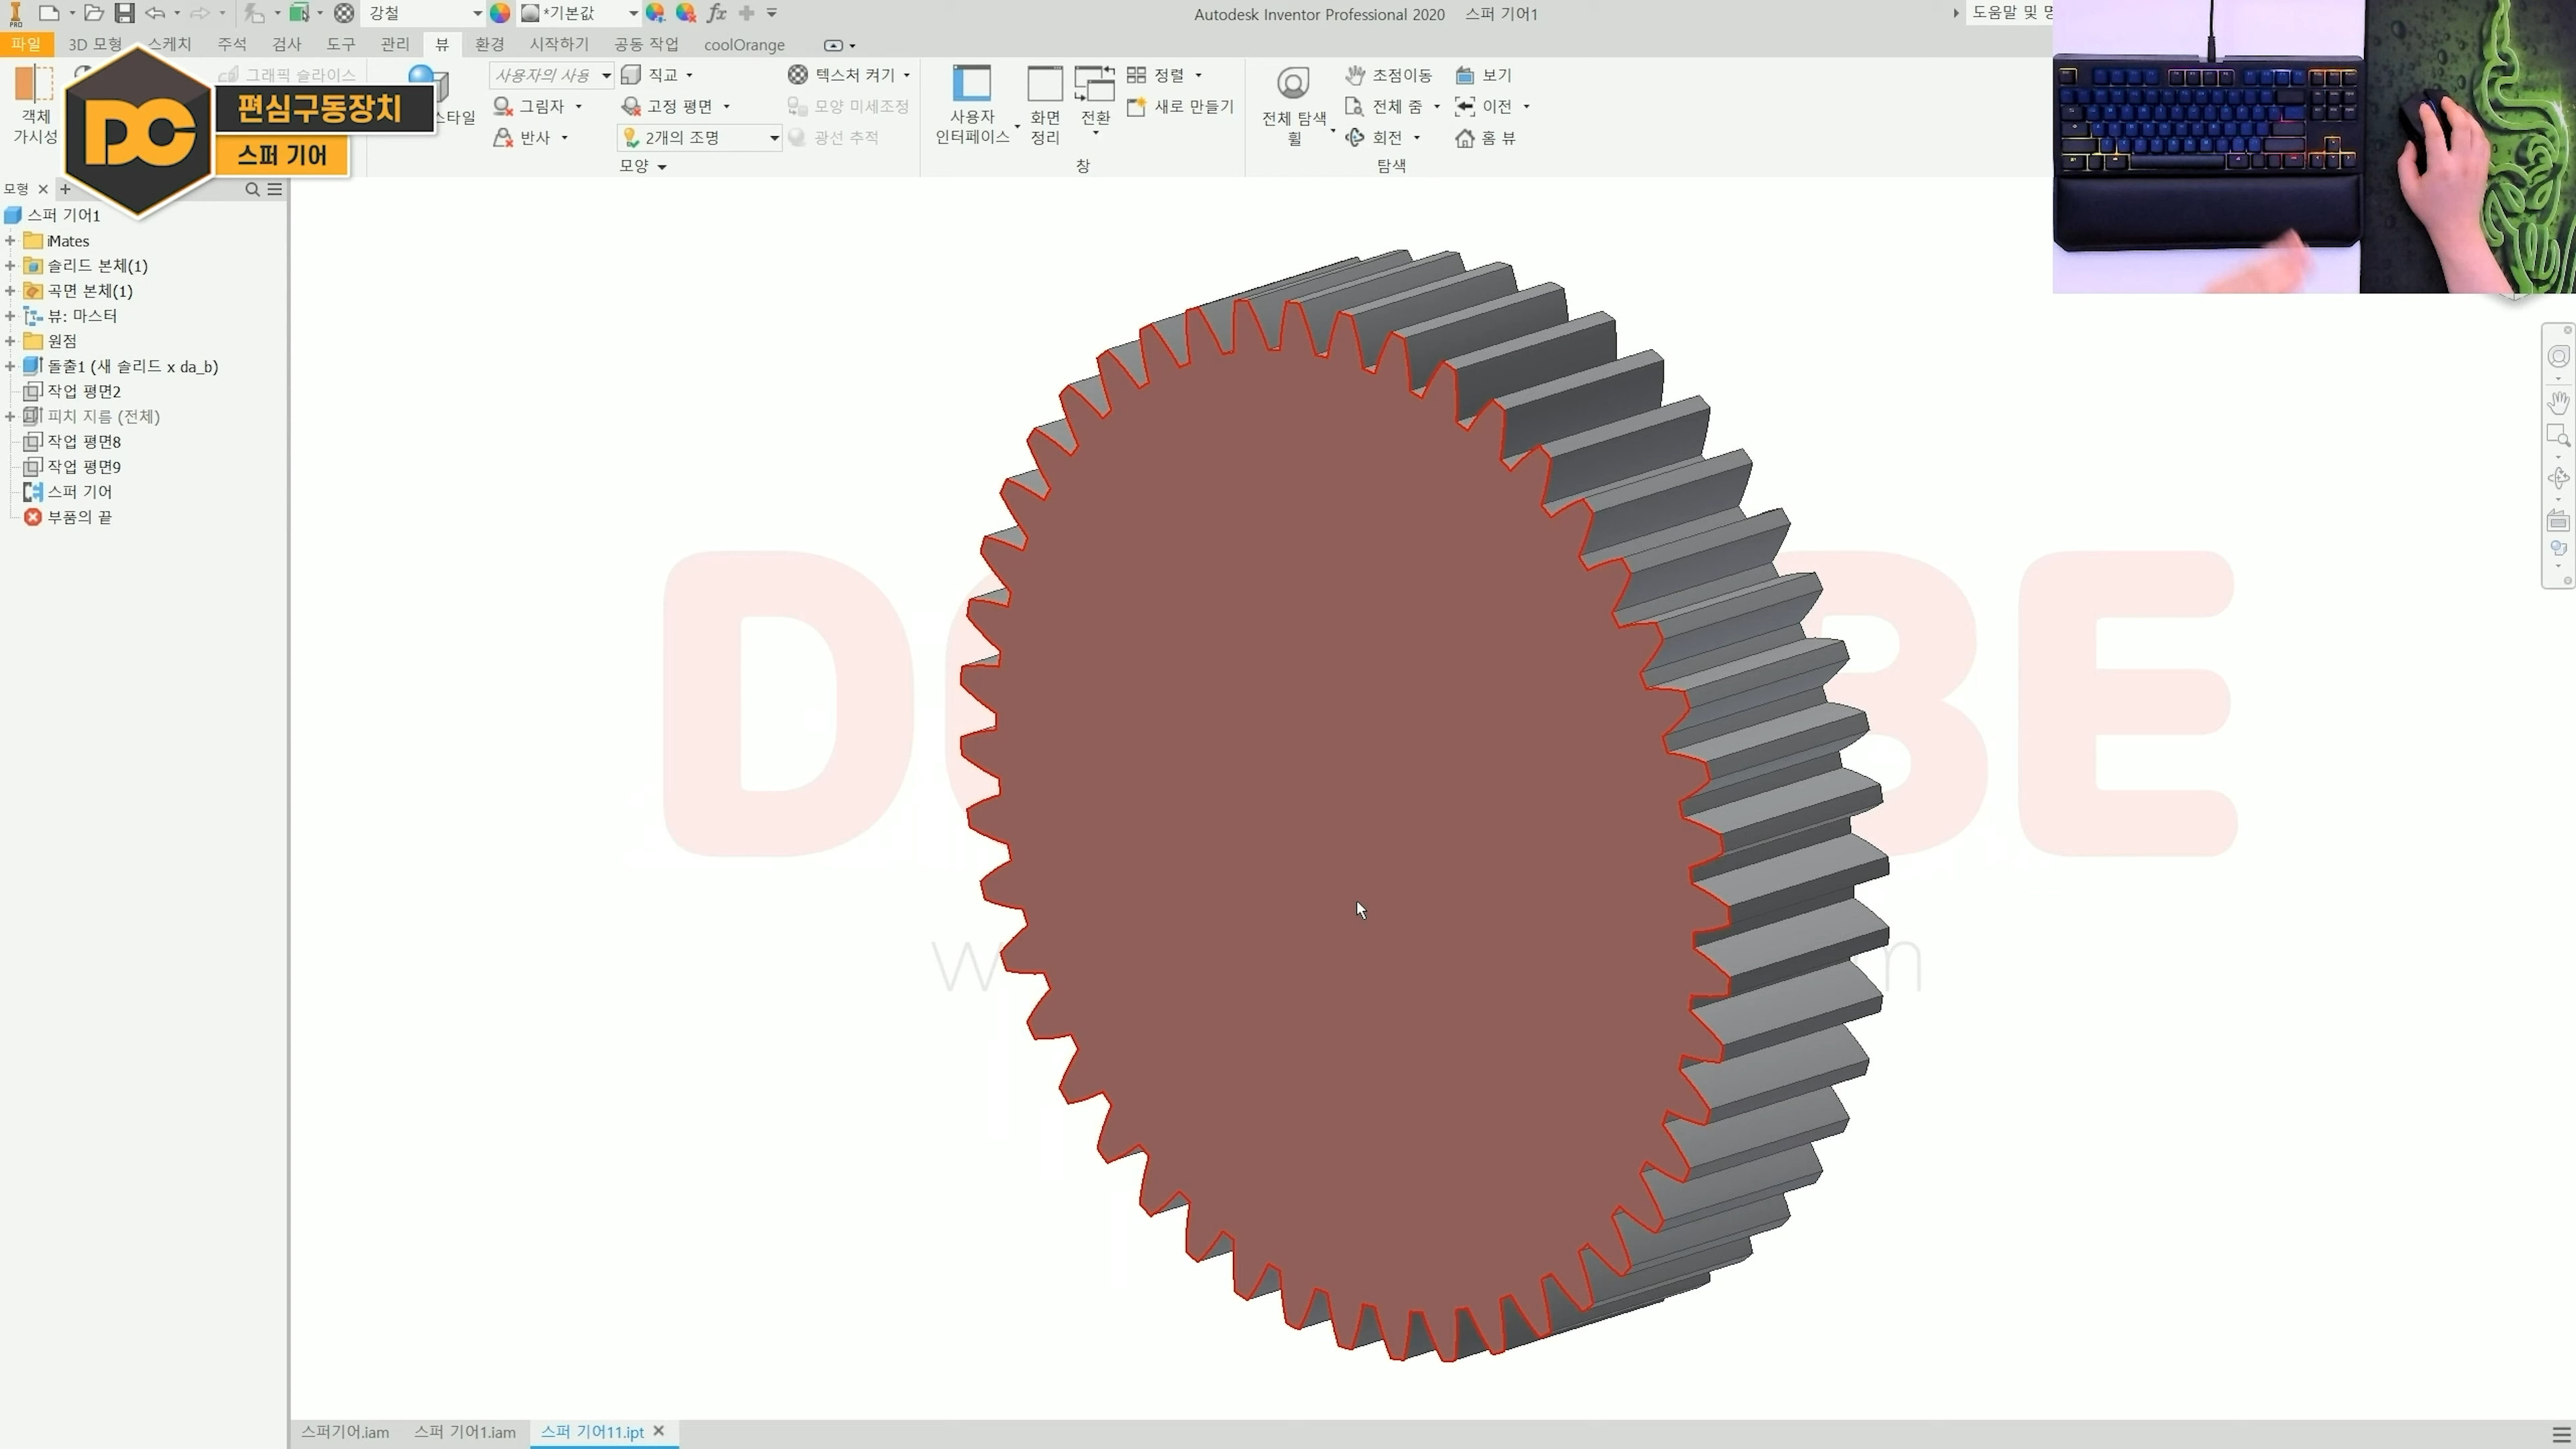 강철
*기본값
fx
Autodesk Inventor Professional 2020 스퍼 기어1
도움말 및 명
PRO
파일 3D 모형 스케치 주석 검사 도구 관리 뷰 환경 시작하기 공동 작업 coolOrange
객체
가시성
그래픽 슬라이스
스타일
사용자의 사용
그림자
반사
직교
고정 평면
2개의 조명
텍스처 켜기
모양 미세조정
광선 추적
모양
사용자
인터페이스
화면
정리
전환
정렬
새로 만들기
창
전체 탐색
휠
초점이동
전체 줌
회전
보기
이전
홈 뷰
탐색
DC
편심구동장치
스퍼 기어
모형
스퍼 기어1
iMates
솔리드 본체(1)
곡면 본체(1)
뷰: 마스터
원점
돌출1 (새 솔리드 x da_b)
작업 평면2
피치 지름 (전체)
작업 평면8
작업 평면9
스퍼 기어
부품의 끝
스퍼기어.iam 스퍼 기어1.iam 스퍼 기어11.ipt